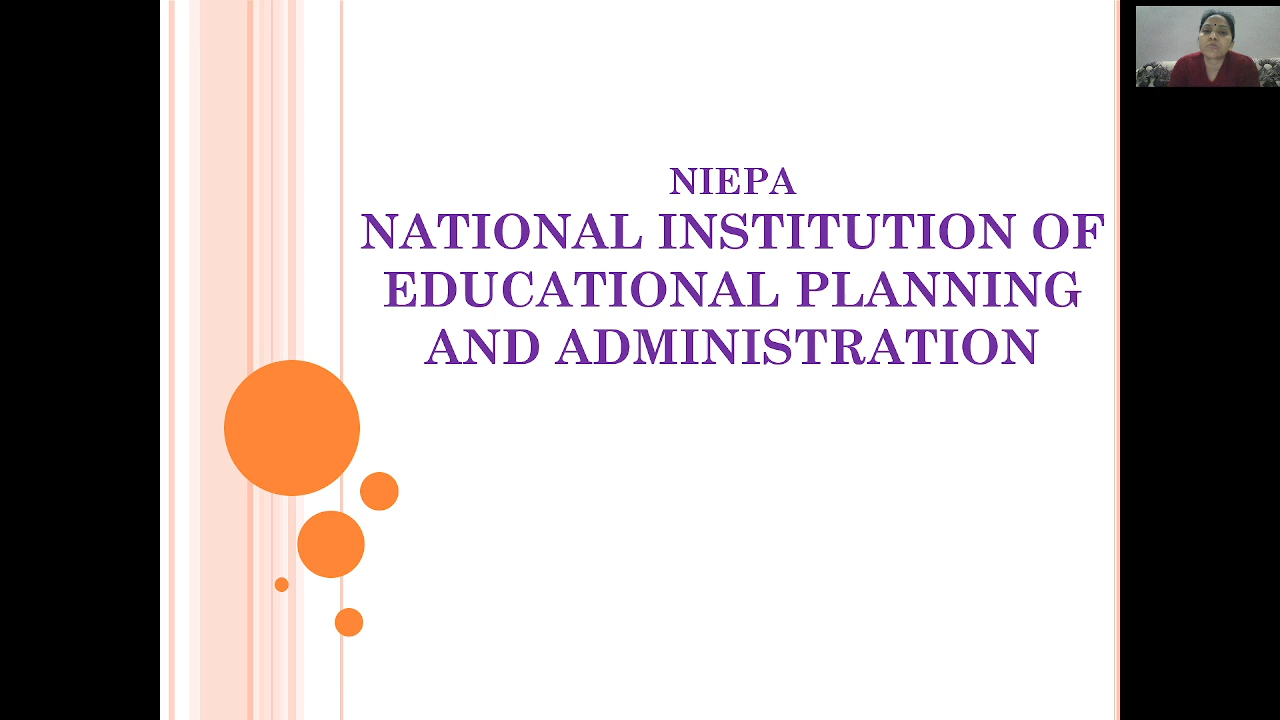 NIEPA
NATIONAL INSTITUTION OF
EDUCATIONAL PLANNING
AND ADMINISTRATION